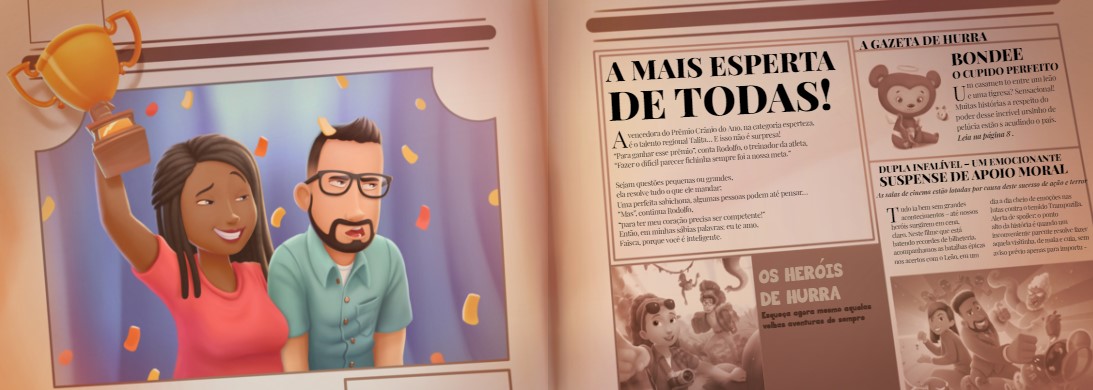 A MAIS ESPERTA
DE TODAS!
A vencedora do Prêmio Crânio do Ano, na categoria esperteza,
é o talento regional Talita... E isso não é surpresa!
"Para ganhar esse prêmio", conta Rodolfo, o treinador da atleta,
"Fazer o difícil parecer fichinha sempre foi a nossa meta."
Sejam questões pequenas ou grandes,
ela resolve tudo o que ele mandar:
Uma perfeita sabichona, algumas pessoas podem até pensar...
"Mas", continua Rodolfo,
"para ter meu coração precisa ser competente!"
Então, em minhas sábias palavras: eu te amo,
Faísca, porque você é inteligente.
A GAZETA DE HURRA
BONDEE
O CUPIDO PERFEITO
Um casamento entre um leão
e uma tigresa? Sensacional!
Muitas histórias a respeito do
poder desse incrível ursinho de
pelúcia estão s acudindo o país.
Leia na página 8.
DUPLA INFALÍVEL – UM EMOCIONANTE
SUSPENSE DE APOIO MORAL
As salas de cinema estão lotadas por causa deste sucesso de ação e terror
Tudo ia bem sem grandes
acontecimentos – até nossos
heróis surgirem em cena,
claro. Neste filme que está
batendo recordes de bilheteria,
acompanhamos as batalhas épicas
nos acertos com o Leão, em um
dia a dia cheio de emoções nas
lutas contra o temido Trampozilla.
Alerta de spoiler: o ponto
alto da história é quando um
inconveniente parente resolve fazer
aquela visitinha, do nada e cuia, sem
aviso prévio apenas para importu-
OS HERÓIS
DE HURRA
Esqueça agora mesmo aquelas
velhas aventuras de sempre